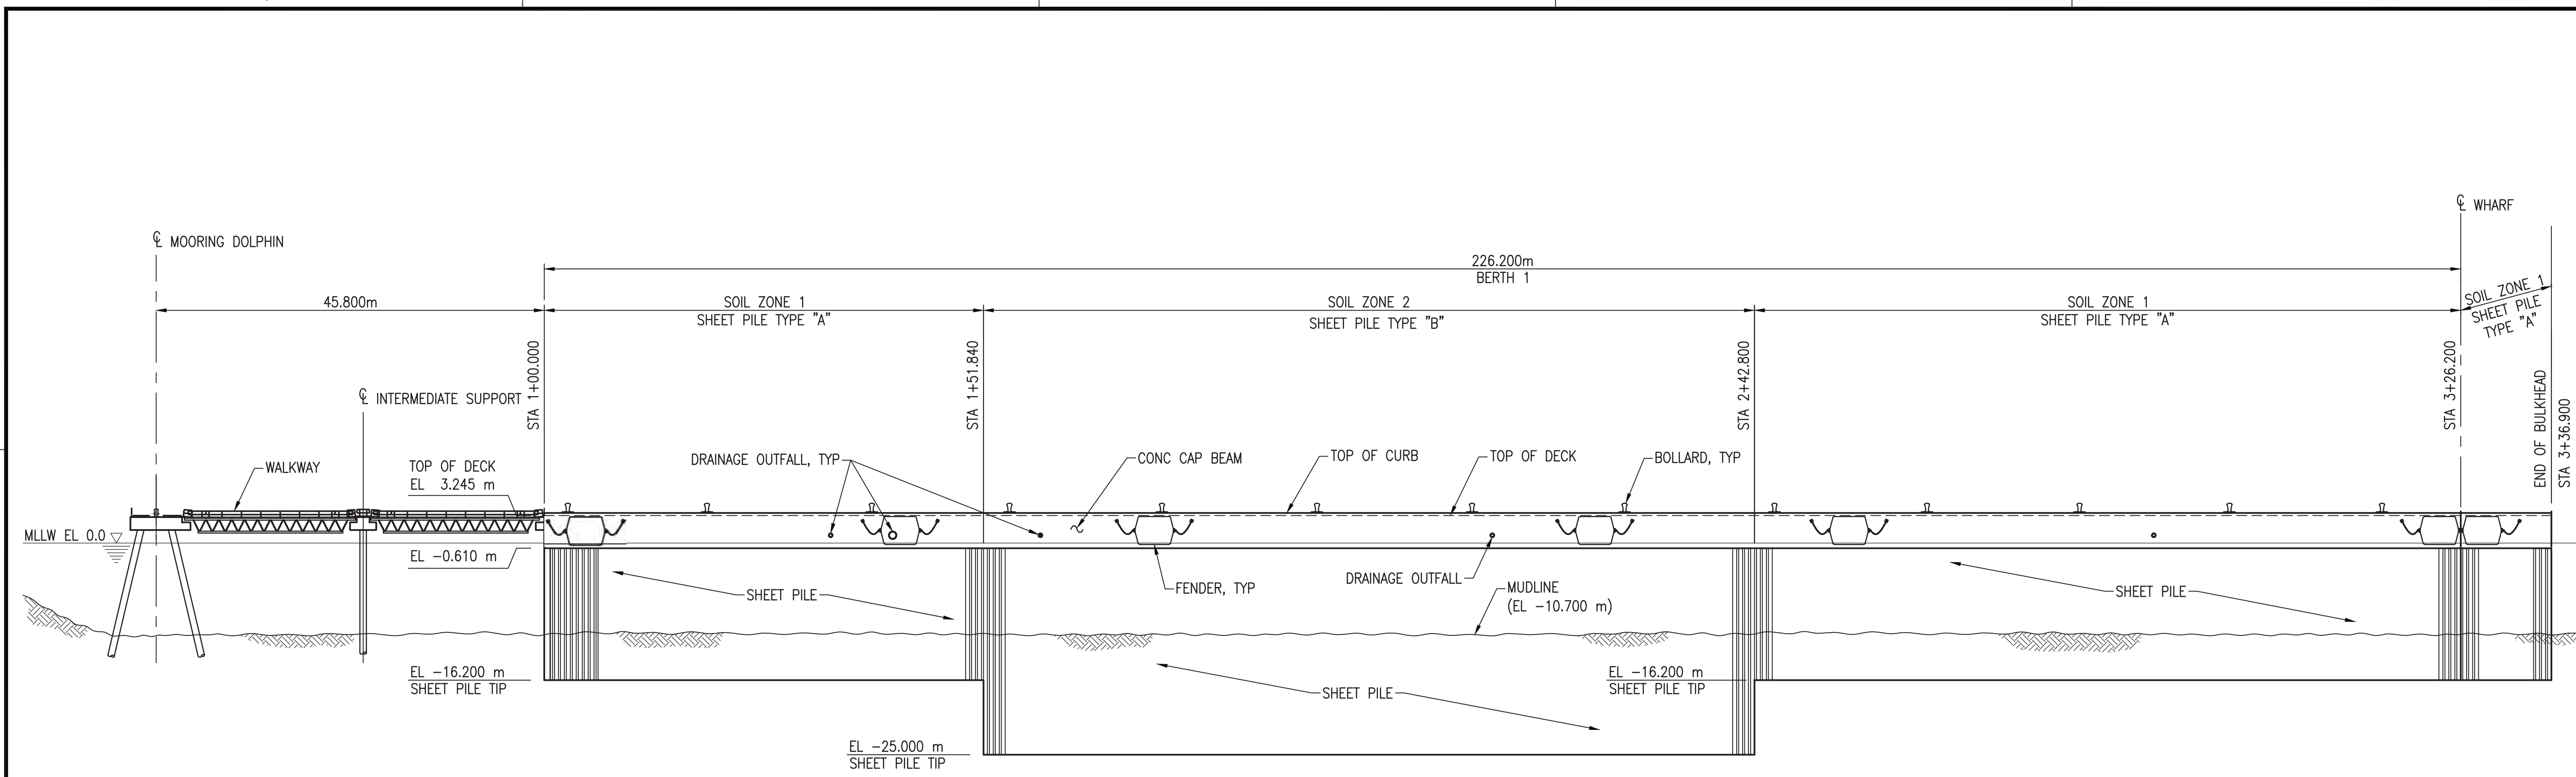 ℄ WHARF
℄ MOORING DOLPHIN
226.200m
BERTH 1
45.800m
SOIL ZONE 1
SHEET PILE TYPE "A"
SOIL ZONE 2
SHEET PILE TYPE "B"
SOIL ZONE 1
SHEET PILE TYPE "A"
SOIL ZONE 1
SHEET PILE
TYPE "A"
STA 1+00.000
STA 1+51.840
STA 2+42.800
STA 3+26.200
END OF BULKHEAD
STA 3+36.900
℄ INTERMEDIATE SUPPORT
WALKWAY
TOP OF DECK
EL 3.245 m
DRAINAGE OUTFALL, TYP
CONC CAP BEAM
TOP OF CURB
TOP OF DECK
BOLLARD, TYP
MLLW EL 0.0
EL -0.610 m
SHEET PILE
FENDER, TYP
DRAINAGE OUTFALL
MUDLINE
(EL -10.700 m)
SHEET PILE
EL -16.200 m
SHEET PILE TIP
SHEET PILE
EL -16.200 m
SHEET PILE TIP
EL -25.000 m
SHEET PILE TIP